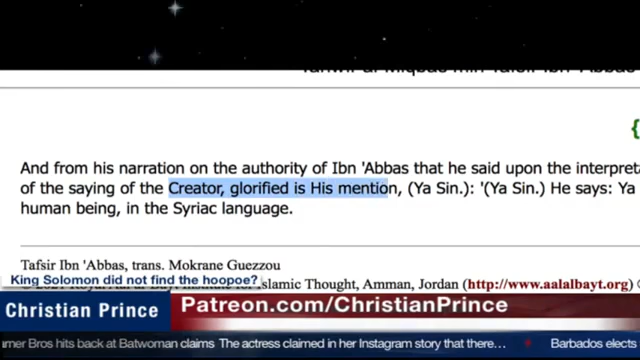 Tanwir al-Miqbas min Tafsir Ibn 'Abbas
{
And from his narration on the authority of Ibn 'Abbas that he said upon the interpreta
of the saying of the Creator, glorified is His mention, (Ya Sin.): '(Ya Sin.) He says: Ya
human being, in the Syriac language.
Tafsir Ibn 'Abbas, trans. Mokrane Guezzou
King Solomon did not find the hoopoe?
Islamic Thought, Amman, Jordan (http://www.aalalbayt.org)
Christian Prince
Patreon.com/ChristianPrince
rner Bros hits back at Batwoman claims. The actress claimed in her Instagram story that there...
Barbados elects